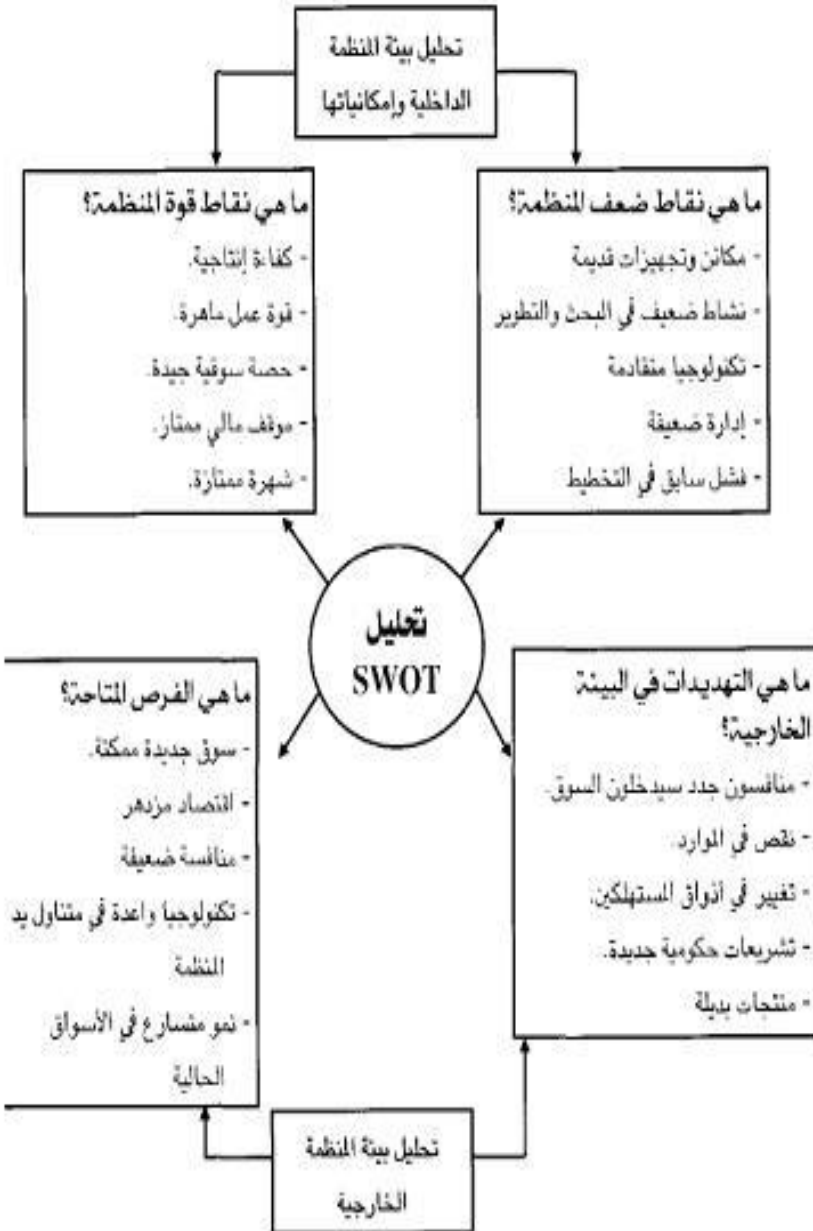 تحليل بيئة المنظمة
الداخلية وإمكانياتها
ما هي نقاط ضعف المنظمة؟
- مكائن وتجهيزات قديمة
- نشاط ضعيف في البحث والتطوير
- تكنولوجيا متقادمة
- إدارة ضعيفة
- فشل سابق في التخطيط
ما هي نقاط قوة المنظمة؟
- كفاءة إنتاجية.
- قوة عمل ماهرة.
- حصة سوقية جيدة.
- موقف مالي ممتاز.
- شهرة ممتازة.
تحليل
SWOT
ما هي التهديدات في البيئة
الخارجية؟
- منافسون جدد سيدخلون السوق.
- نقص في الموارد.
- تغيير في أذواق المستهلكين.
- تشريعات حكومية جديدة.
- منتجات بديلة
ما هي الفرص المتاحة؟
- سوق جديدة ممكنة.
- اقتصاد مزدهر
- منافسة ضعيفة
- تكنولوجيا واعدة في متناول يد
المنظمة
- نمو متسارع في الأسواق
الحالية
تحليل بيئة المنظمة
الخارجية